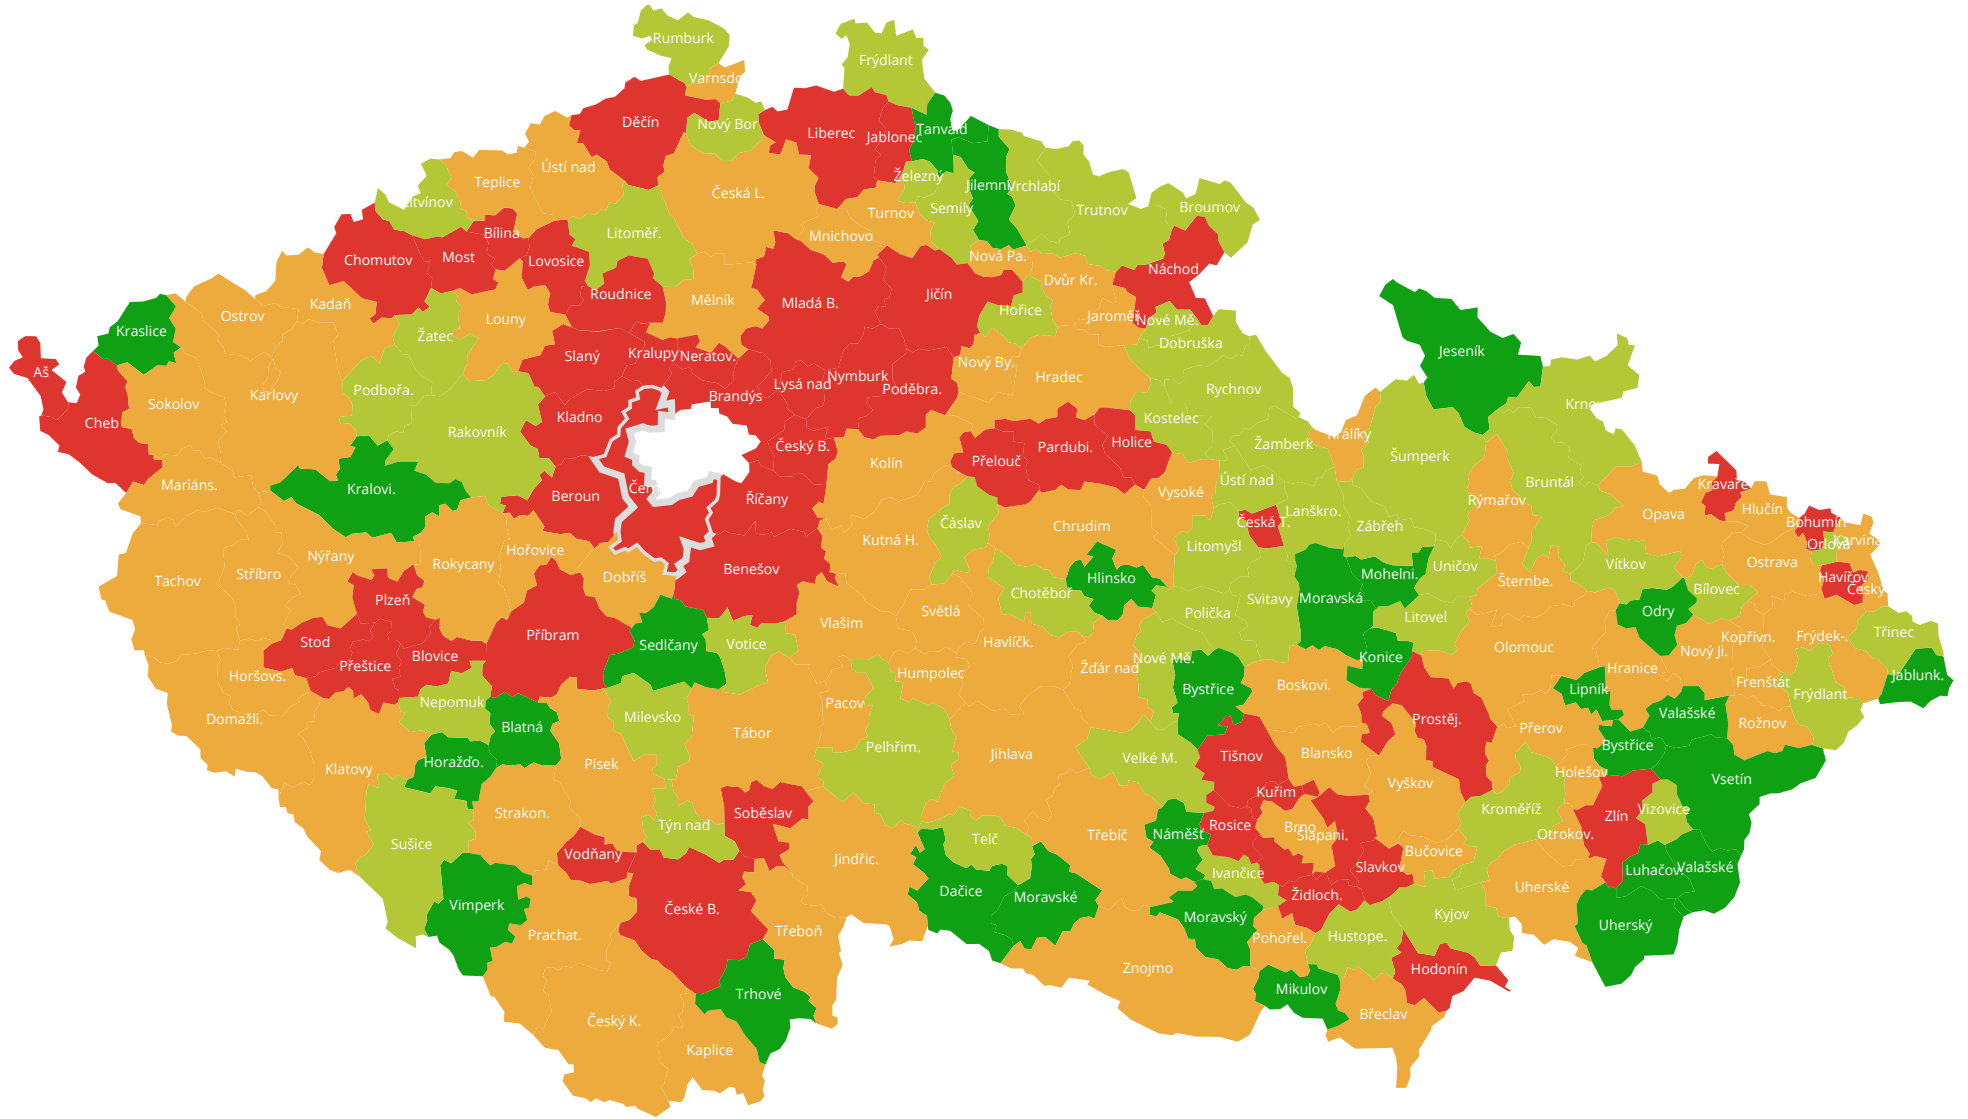 Rumburk
Frýdlant
Varnsdo
Děčín
Nový Bor
Liberec
Jablonec
Tanvald
Ústí nad
Teplice
Česká L.
Železný
Jilemni
Vrchlabí
Litvínov
Semily
Trutnov
Broumov
Turnov
Bílina
Litoměř.
Mnichovo
Most
Chomutov
Lovosice
Nová Pa.
Náchod
Dvůr Kr.
Roudnice
Mělník
Mladá B.
Jičín
Kadaň
Ostrov
Hořice
Jaroměř
Nové Mě.
Louny
Kraslice
Žatec
Dobruška
Jeseník
Slaný
Kralupy
Neratov.
Nový By.
Aš
Hradec
Nymburk
Lysá nad
Poděbra.
Rychnov
Podbořa.
Karlovy
Brandýs
Sokolov
Krnov
Kladno
Kostelec
Cheb
Rakovník
Králíky
Žamberk
Český B.
Pardubi.
Holice
Šumperk
Kolín
Přelouč
Ústí nad
Bruntál
Kravaře
Mariáns.
Kralovi.
Vysoké
Beroun
Čern
Říčany
Rýmařov
Lanškro.
Opava
Hlučín
Čáslav
Chrudim
Česká T.
Zábřeh
Bohumín
Kutná H.
Litomyšl
Orlová
Karviná
Hořovice
Nýřany
Rokycany
Ostrava
Vítkov
Uničov
Stříbro
Tachov
Dobříš
Benešov
Hlinsko
Mohelni.
Havířov
Šternbe.
Český
Bílovec
Chotěboř
Plzeň
Svitavy
Moravská
Světlá
Odry
Polička
Litovel
Vlašim
Příbram
Třinec
Stod
Sedlčany
Votice
Havlíčk.
Kopřivn.
Frýdek-.
Olomouc
Nový Ji.
Blovice
Přeštice
Nové Mě.
Konice
Žďár nad
Hranice
Horšovs.
Humpolec
Jablunk.
Frenštát
Boskovi.
Bystřice
Lipník
Frýdlant
Nepomuk
Pacov
Milevsko
Valašské
Domažli.
Prostěj.
Rožnov
Blatná
Přerov
Tábor
Pelhřim.
Bystřice
Jihlava
Blansko
Tišnov
Velké M.
Horažďo.
Písek
Klatovy
Holešov
Vsetín
Vyškov
Kuřim
Strakon.
Soběslav
Kroměříž
Vizovice
Zlín
Týn nad
Rosice
Brno
Šlapani.
Náměšť
Třebíč
Otrokov.
Telč
Sušice
Bučovice
Vodňany
Jindřic.
Slavkov
Valašské
Luhačov.
Ivančice
Uherské
Dačice
Moravské
Židloch.
Vimperk
České B.
Kyjov
Moravský
Uherský
Třeboň
Prachat.
Pohořel.
Hustope.
Znojmo
Hodonín
Mikulov
Trhové
Břeclav
Český K.
Kaplice